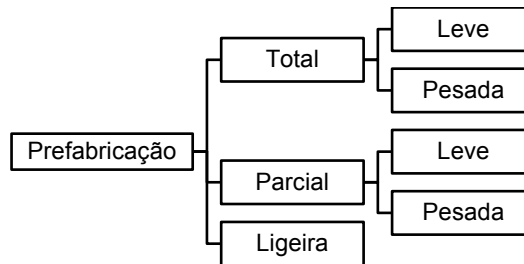 Prefabricação
Total
Leve
Pesada
Parcial
Leve
Pesada
Ligeira